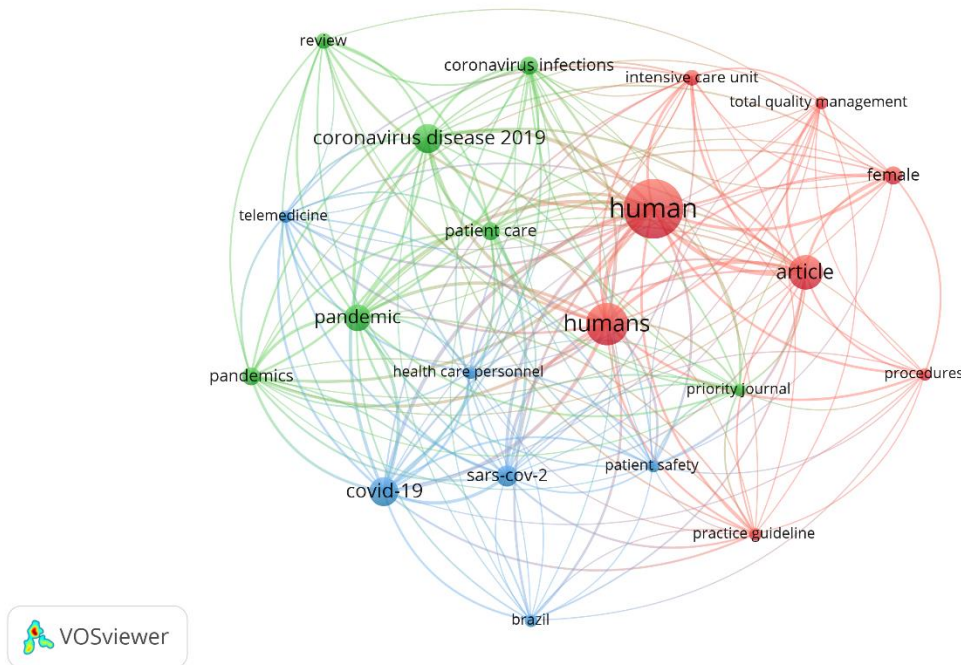 review
coronavirus infections
intensive care unit
total quality management
coronavirus disease 2019
female
human
telemedicine
patient care
article
pandemic
humans
health care personnel
pandemics
procedures
priority journal
patient safety
sars-cov-2
covid-19
practice guideline
brazil
VOSviewer